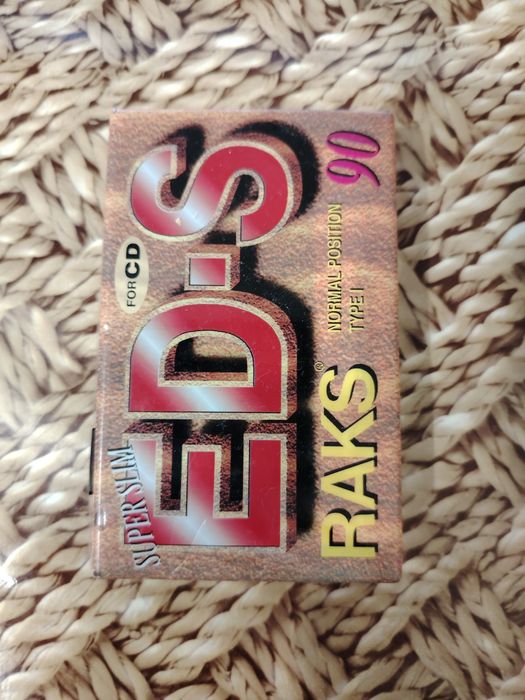 SUPER SLIM
FOR CD
ED·S
RAKS®
NORMAL POSITION
TYPE I
90